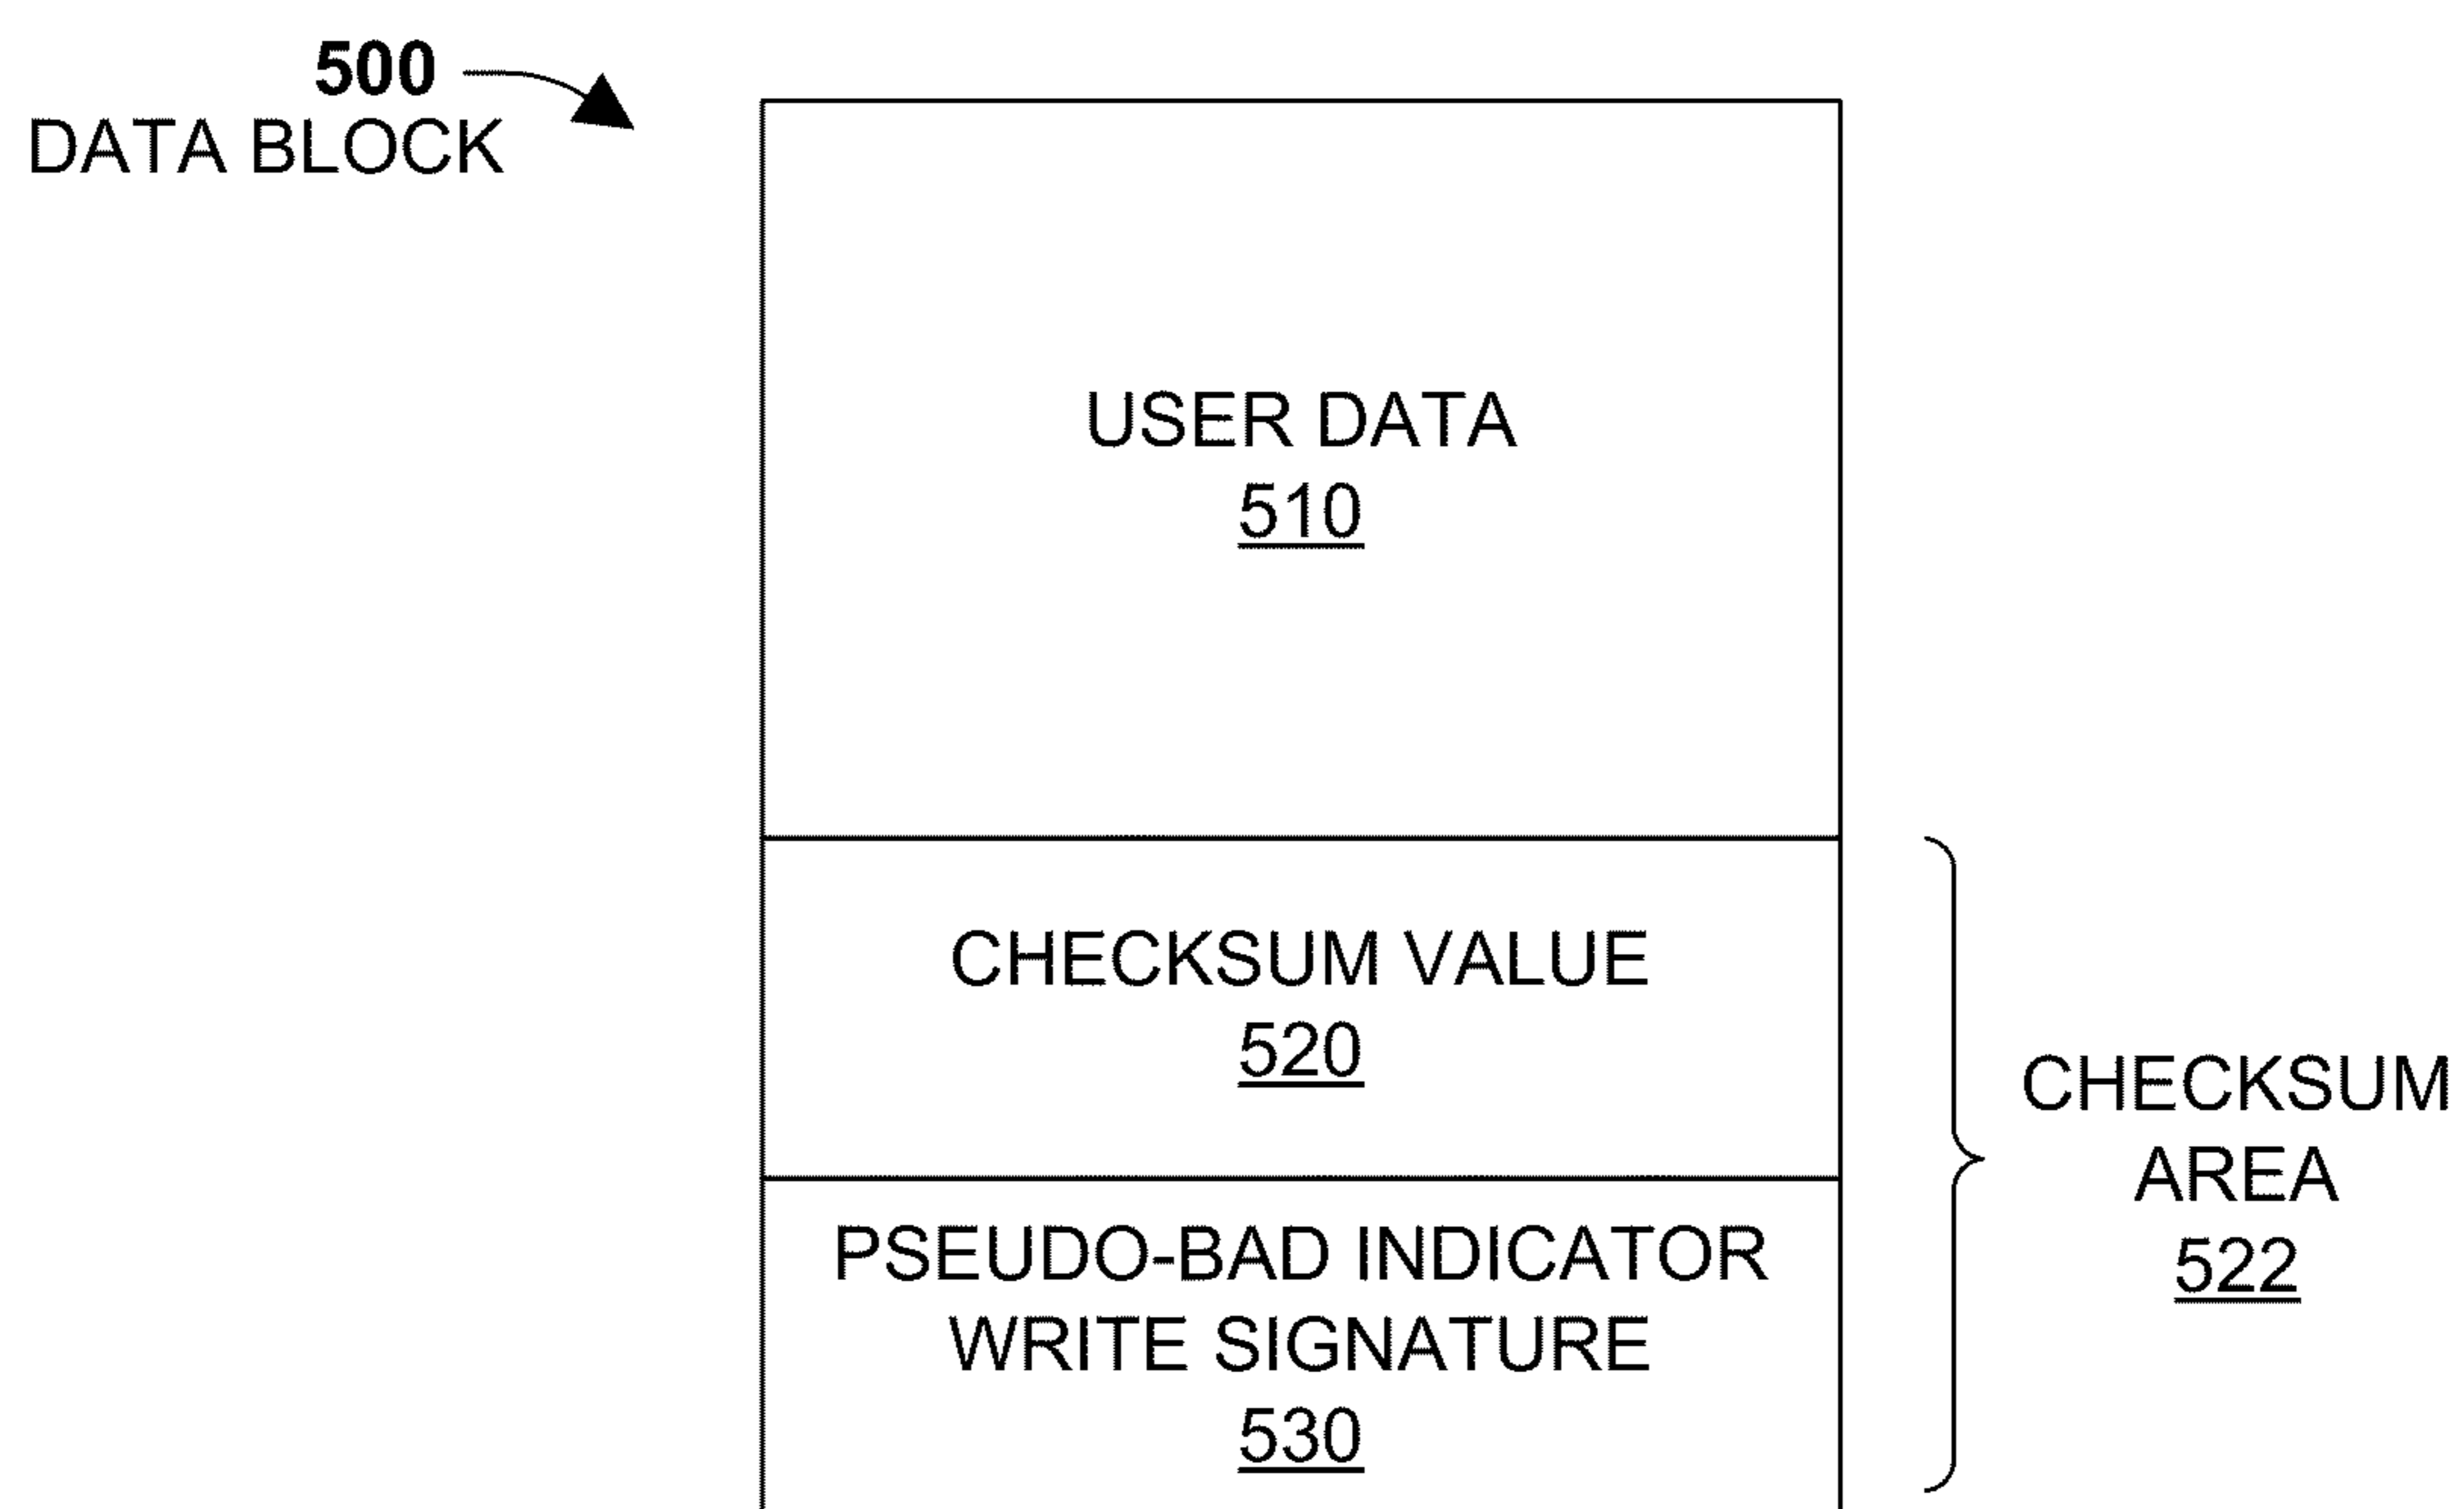 500
DATA BLOCK
USER DATA
510
CHECKSUM VALUE
520
PSEUDO-BAD INDICATOR
WRITE SIGNATURE
530
CHECKSUM
AREA
522